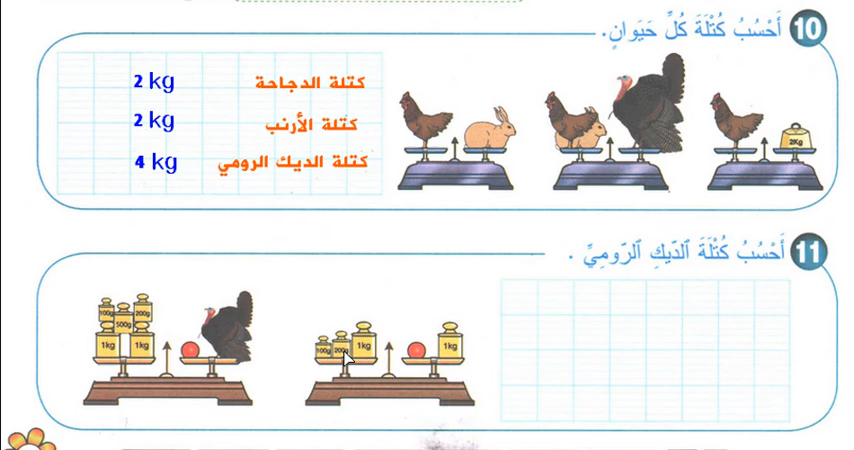 10 أَحْسُبُ كُتْلَةَ كُلِّ حَيَوانٍ.
كتلة الدجاحة 2 kg
كتلة الأرنب 2 kg
كتلة الديك الرومي 4 kg
2Kg
11 أَحْسُبُ كُتْلَةَ ٱلدّيكِ ٱلرّومِيِّ .
100g 200g
500g
1kg 1kg
100g 200g 1kg
1kg